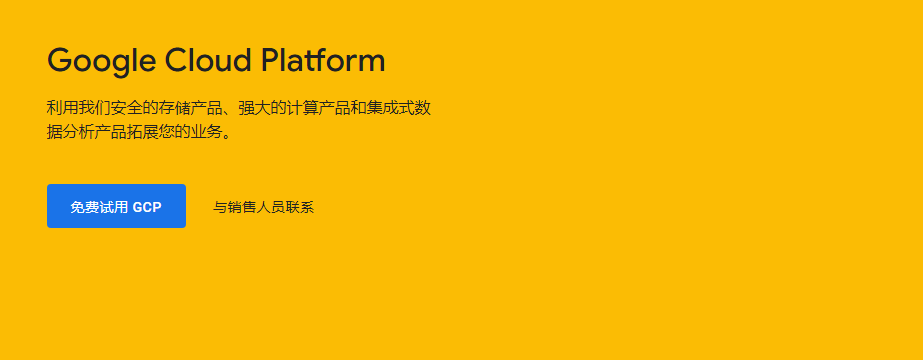 Google Cloud Platform
利用我们安全的存储产品、强大的计算产品和集成式数
据分析产品拓展您的业务。
免费试用 GCP
与销售人员联系